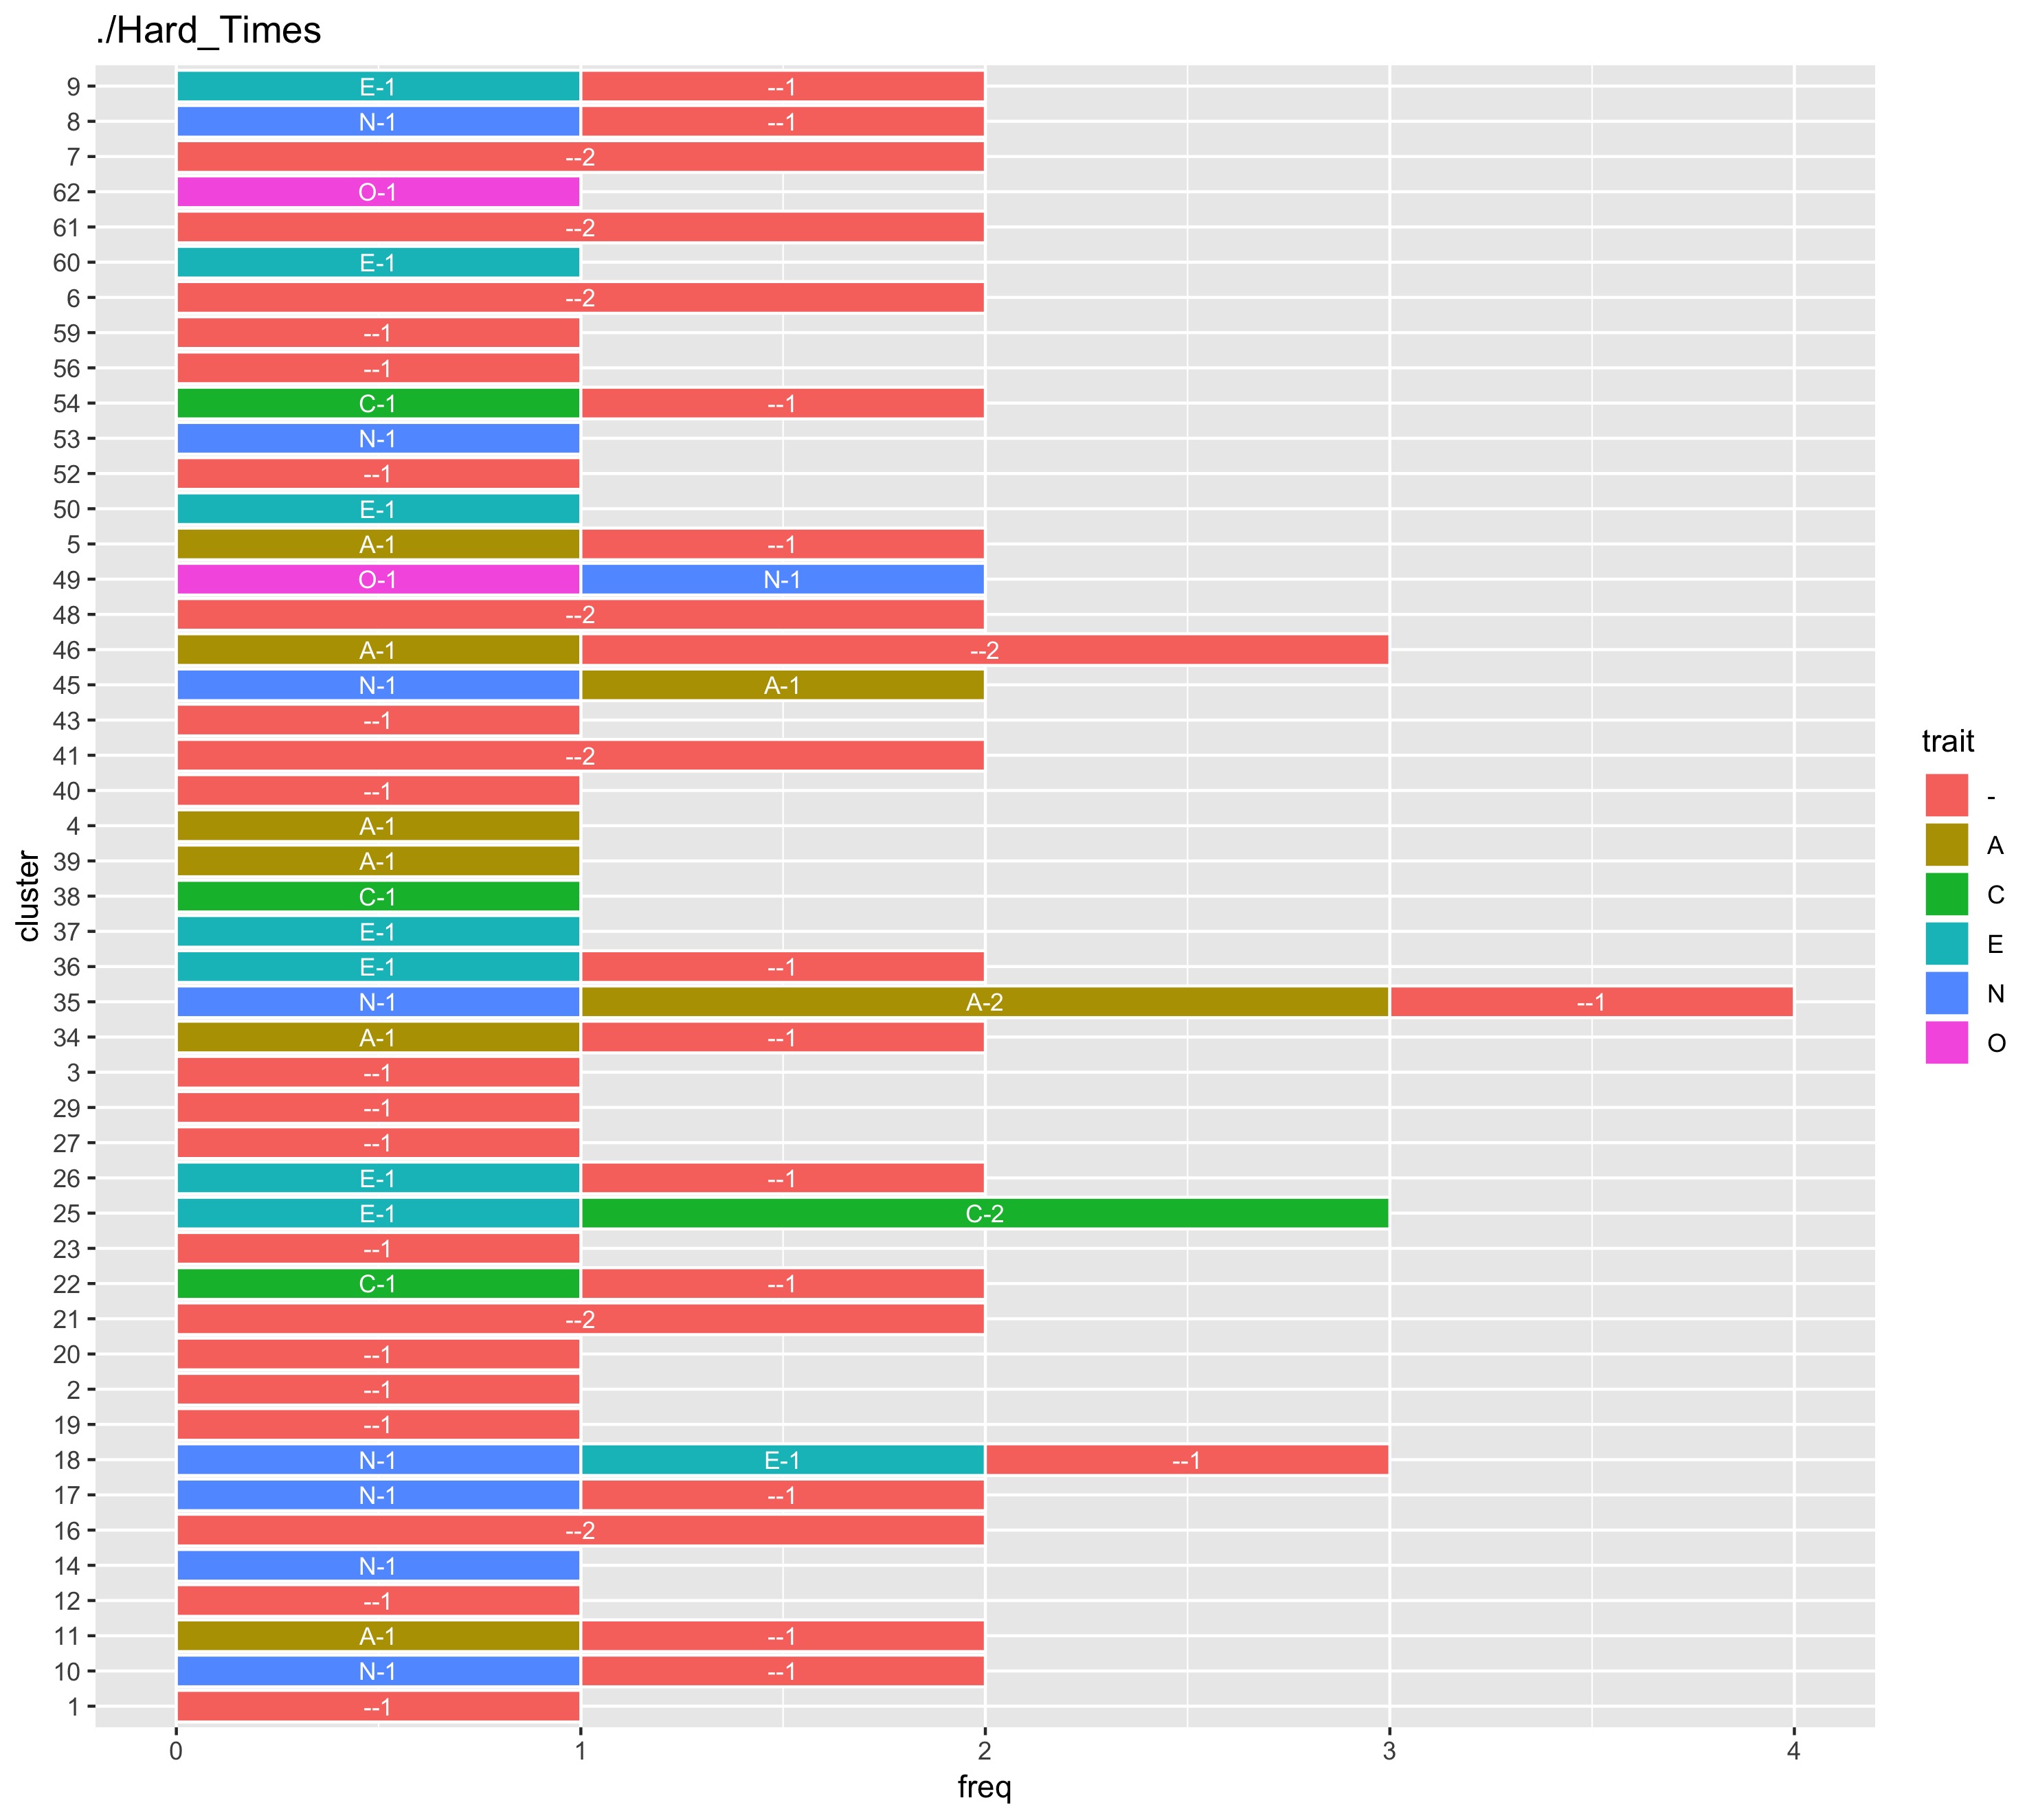 ./Hard_Times
9 E-1 --1
8 N-1 --1
7 --2
62 O-1
61 --2
60 E-1
6 --2
59 --1
56 --1
54 C-1 --1
53 N-1
52 --1
50 E-1
5 A-1 --1
49 O-1 N-1
48 --2
46 A-1 --2
45 N-1 A-1
43 --1
41 --2
40 --1
4 A-1
39 A-1
38 C-1
37 E-1
36 E-1 --1
35 N-1 A-2 --1
34 A-1 --1
3 --1
29 --1
27 --1
26 E-1 --1
25 E-1 C-2
23 --1
22 C-1 --1
21 --2
20 --1
2 --1
19 --1
18 N-1 E-1 --1
17 N-1 --1
16 --2
14 N-1
12 --1
11 A-1 --1
10 N-1 --1
1 --1
0 1 2 3 4
freq
cluster
trait
-
A
C
E
N
O